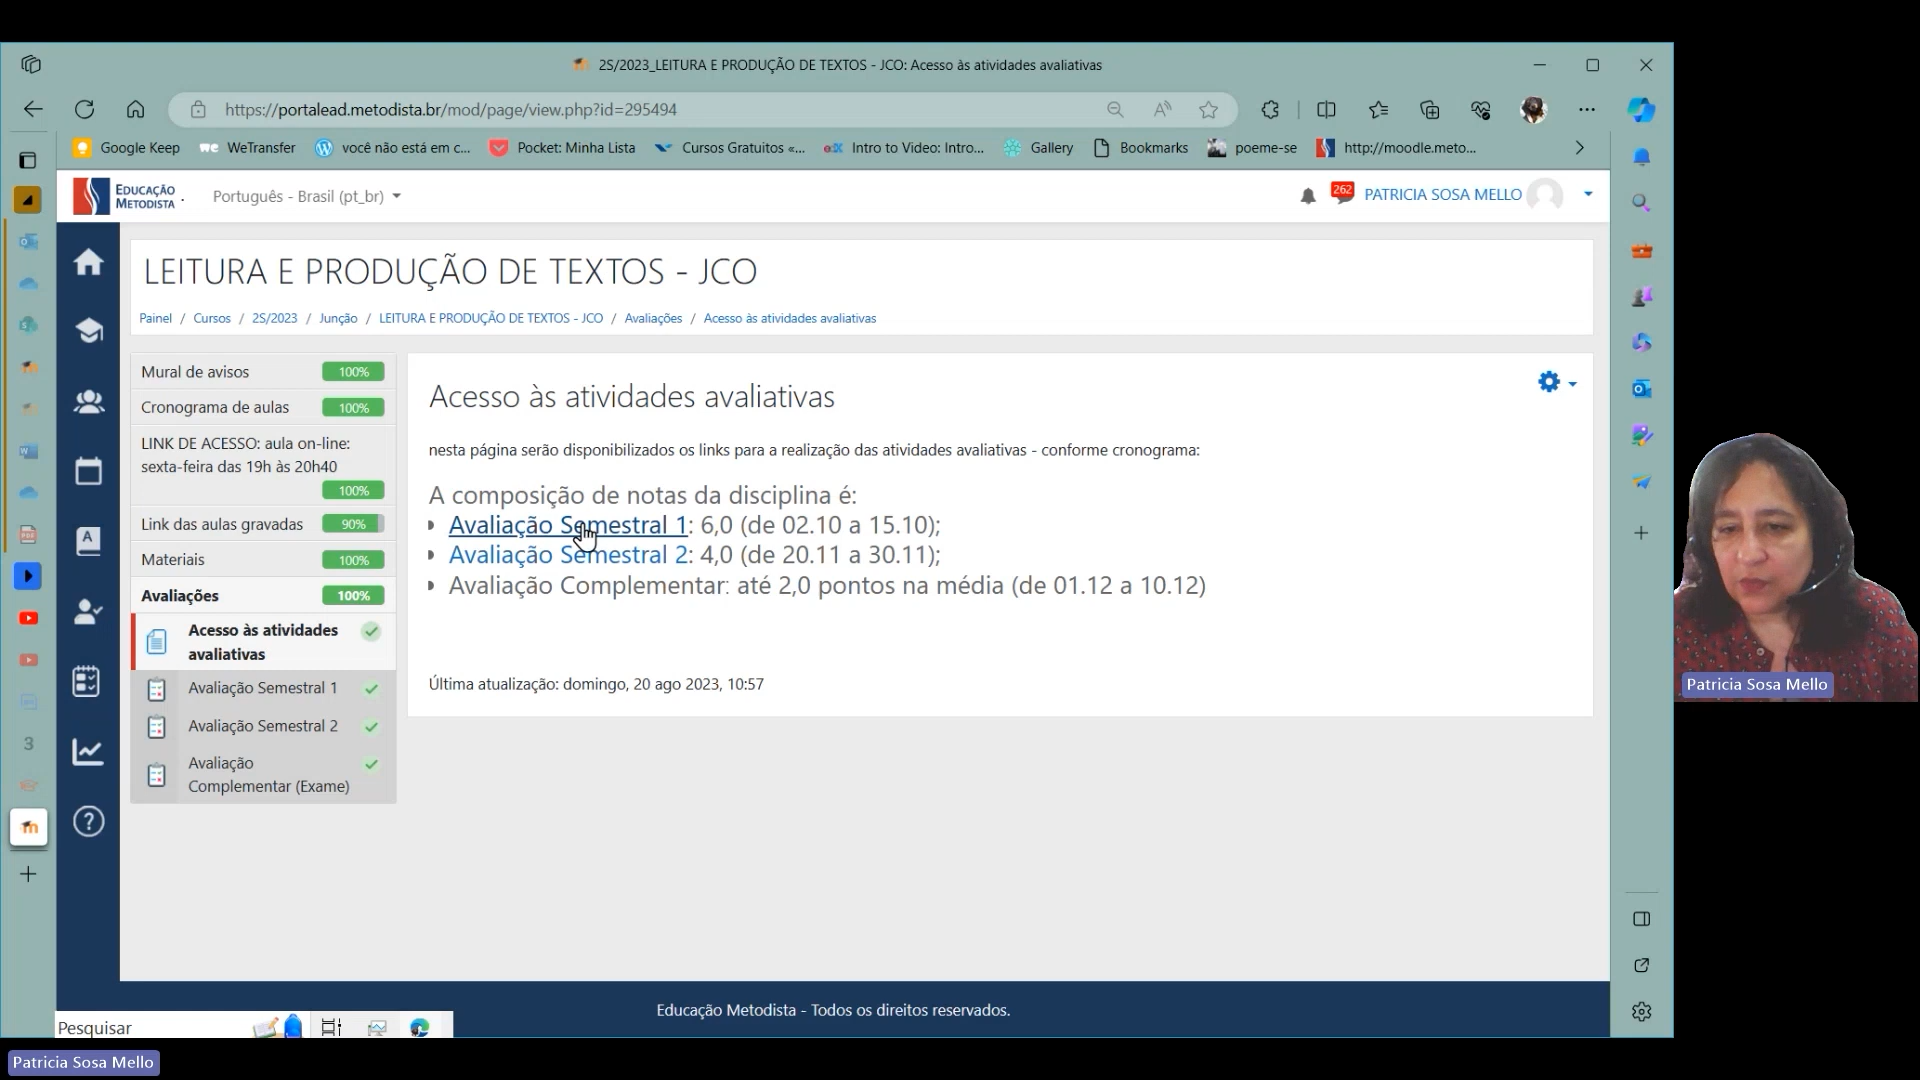 2S/2023_LEITURA E PRODUÇÃO DE TEXTOS - JCO: Acesso às atividades avaliativas
https://portalead.metodista.br/mod/page/view.php?id=295494
Google Keep
WeTransfer
você não está em c...
Pocket: Minha Lista
Cursos Gratuitos «...
Intro to Video: Intro...
Gallery
Bookmarks
poeme-se
http://moodle.meto...
EDUCAÇÃO
METODISTA
Português - Brasil (pt_br)
262
PATRICIA SOSA MELLO
LEITURA E PRODUÇÃO DE TEXTOS - JCO
Painel / Cursos / 2S/2023 / Junção / LEITURA E PRODUÇÃO DE TEXTOS - JCO / Avaliações / Acesso às atividades avaliativas
Mural de avisos 100%
Cronograma de aulas 100%
LINK DE ACESSO: aula on-line:
sexta-feira das 19h às 20h40
100%
Link das aulas gravadas 90%
Materiais 100%
Avaliações 100%
Acesso às atividades
avaliativas
Avaliação Semestral 1
Avaliação Semestral 2
Avaliação
Complementar (Exame)
Acesso às atividades avaliativas
nesta página serão disponibilizados os links para a realização das atividades avaliativas - conforme cronograma:
A composição de notas da disciplina é:
Avaliação Semestral 1: 6,0 (de 02.10 a 15.10);
Avaliação Semestral 2: 4,0 (de 20.11 a 30.11);
Avaliação Complementar: até 2,0 pontos na média (de 01.12 a 10.12)
Última atualização: domingo, 20 ago 2023, 10:57
Patricia Sosa Mello
Educação Metodista - Todos os direitos reservados.
Pesquisar
Patricia Sosa Mello